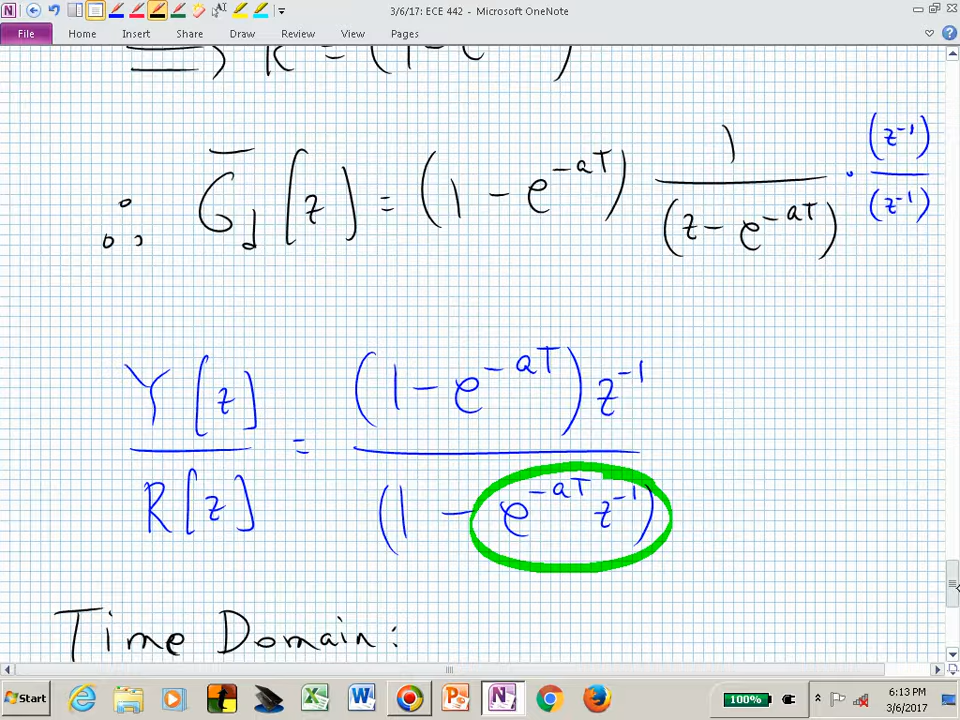 3/6/17: ECE 442 - Microsoft OneNote
File Home Insert Share Draw Review View Pages
∴ G̅d[z] = (1 - e^-aT) 1/(z - e^-aT) · (z^-1)/(z^-1)
Y[z]/R[z] = (1 - e^-aT) z^-1 / (1 - e^-aT z^-1)
Time Domain:
Start
100%
6:13 PM
3/6/2017